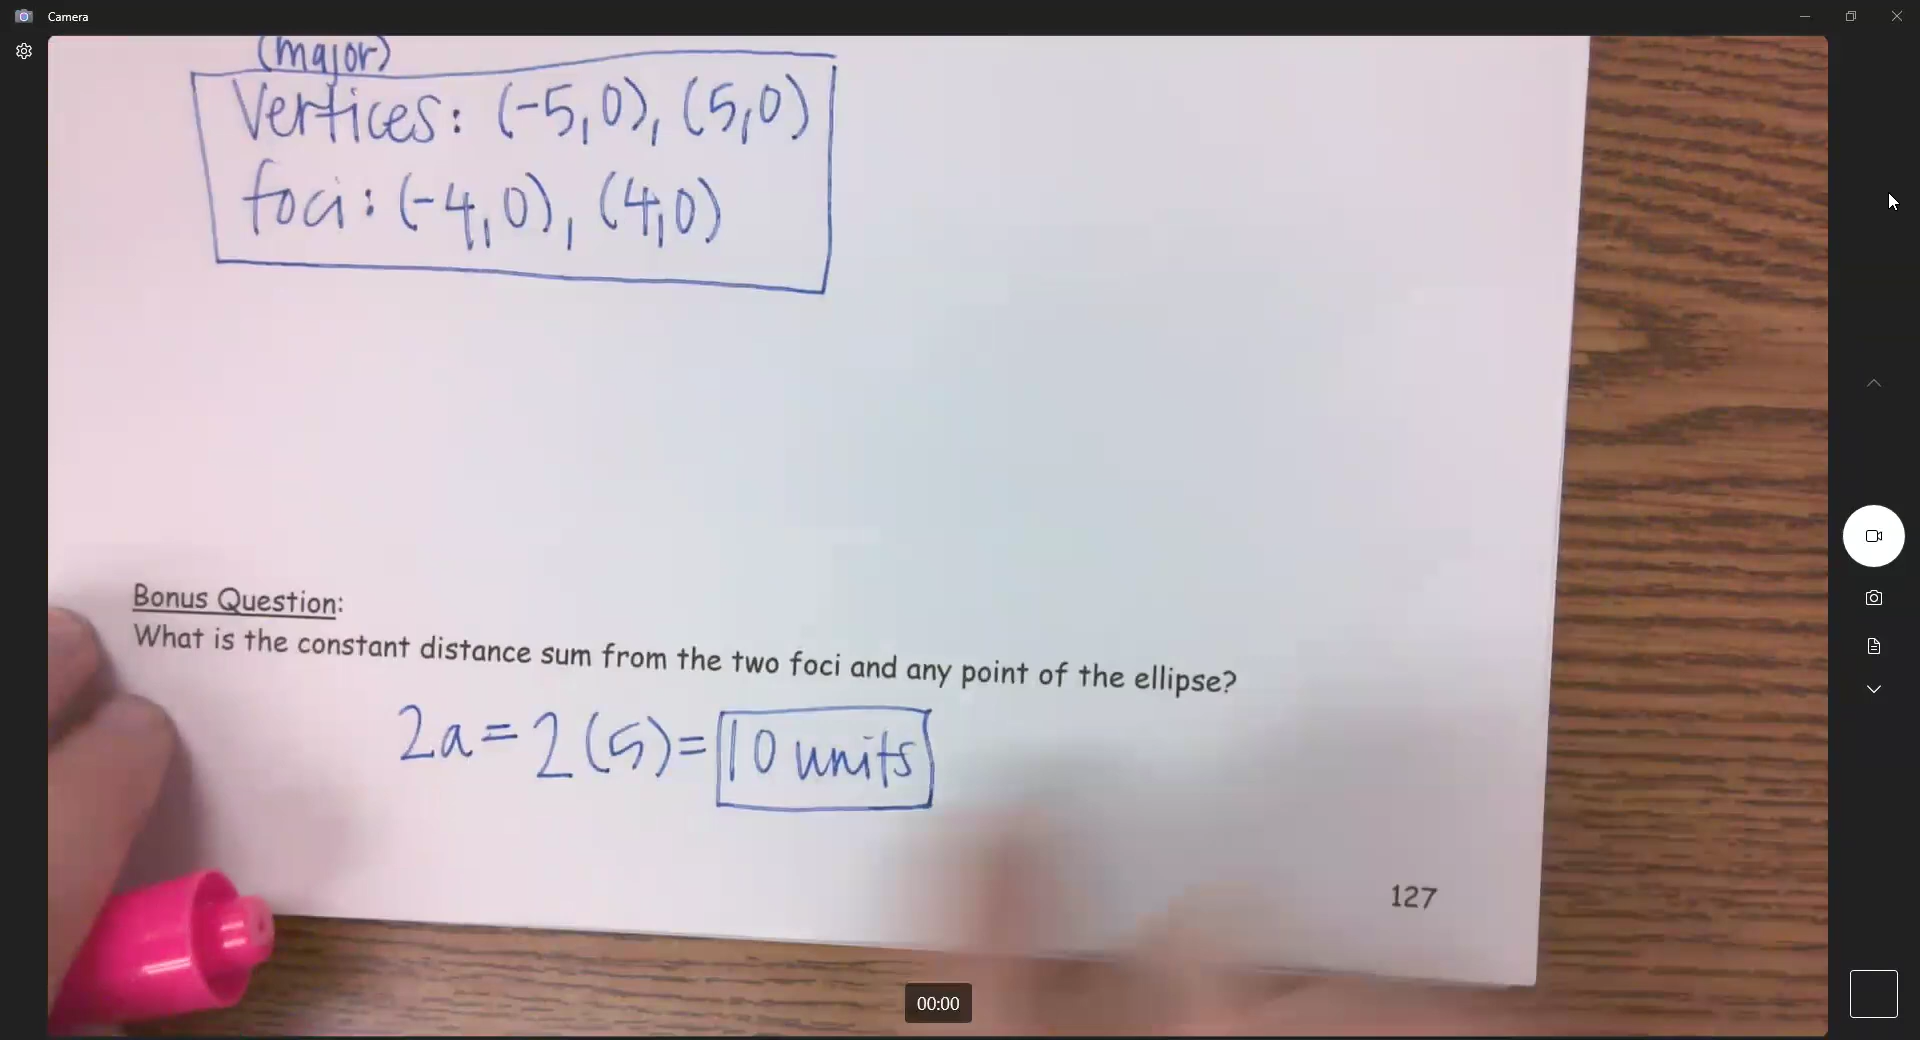 Camera
(major)
Vertices: (-5,0), (5,0)
foci: (-4,0), (4,0)
Bonus Question:
What is the constant distance sum from the two foci and any point of the ellipse?
2a = 2(5) = 10 units
127
00:00